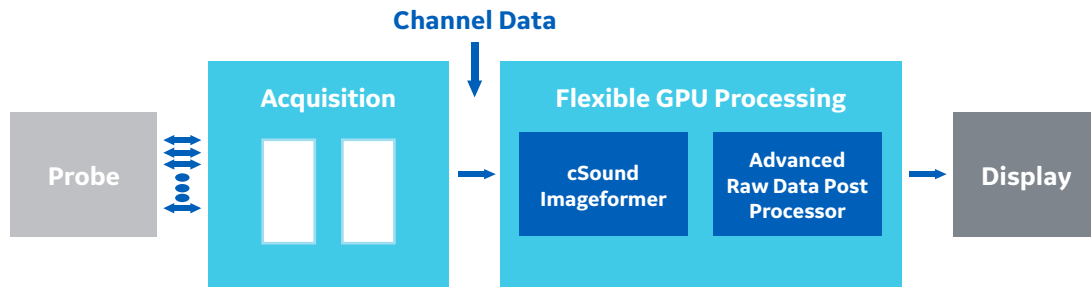 Channel Data
Acquisition
Flexible GPU Processing
Probe
cSound
Imageformer
Advanced
Raw Data Post
Processor
Display